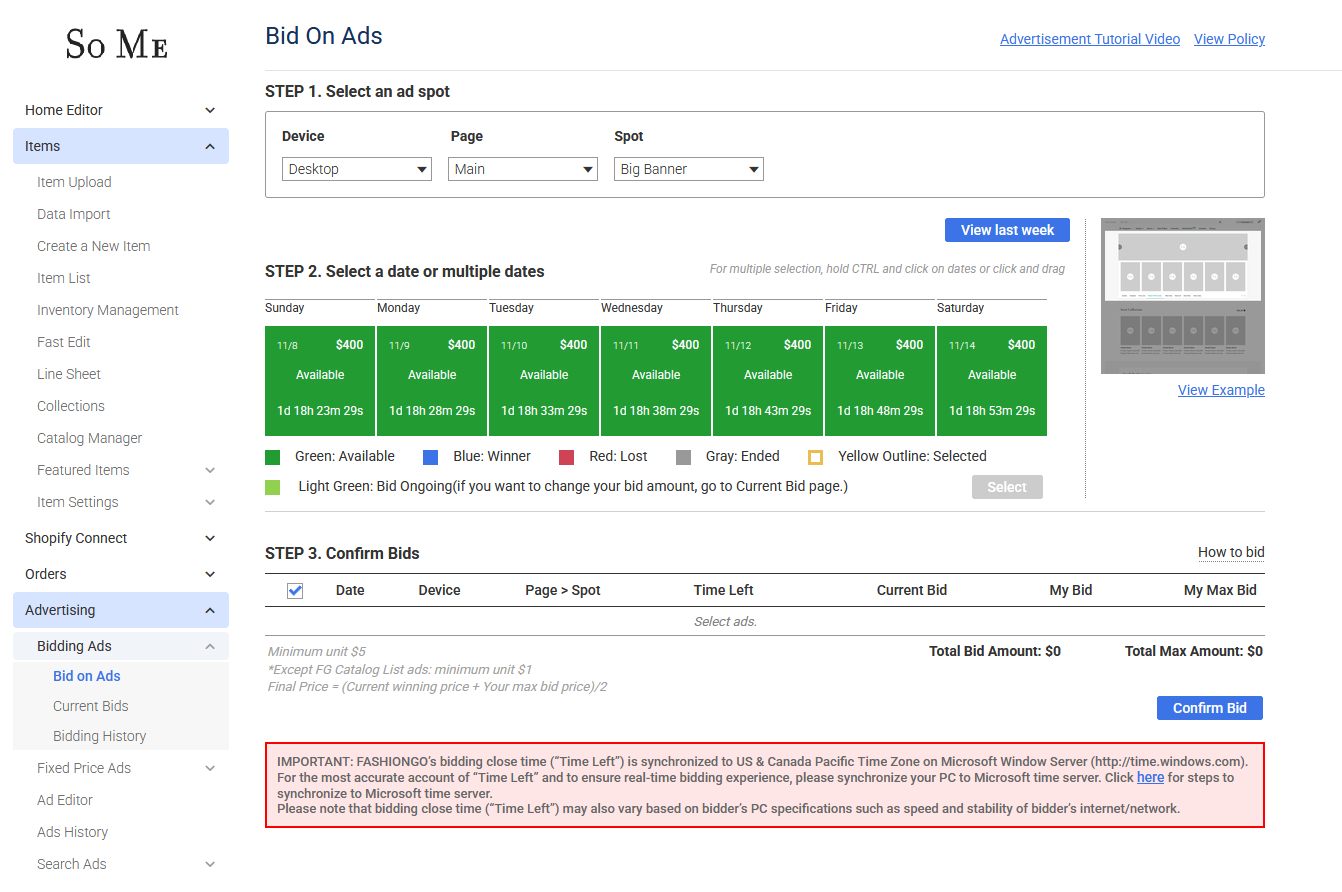 So Me
Bid On Ads
Advertisement Tutorial Video View Policy
Home Editor
Items
Item Upload
Data Import
Create a New Item
Item List
Inventory Management
Fast Edit
Line Sheet
Collections
Catalog Manager
Featured Items
Item Settings
Shopify Connect
Orders
Advertising
Bidding Ads
Bid on Ads
Current Bids
Bidding History
Fixed Price Ads
Ad Editor
Ads History
Search Ads
STEP 1. Select an ad spot
Device Page Spot
Desktop Main Big Banner
View last week
STEP 2. Select a date or multiple dates
For multiple selection, hold CTRL and click on dates or click and drag
Sunday Monday Tuesday Wednesday Thursday Friday Saturday
11/8 $400 11/9 $400 11/10 $400 11/11 $400 11/12 $400 11/13 $400 11/14 $400
Available Available Available Available Available Available Available
1d 18h 23m 29s 1d 18h 28m 29s 1d 18h 33m 29s 1d 18h 38m 29s 1d 18h 43m 29s 1d 18h 48m 29s 1d 18h 53m 29s
View Example
Green: Available Blue: Winner Red: Lost Gray: Ended Yellow Outline: Selected
Light Green: Bid Ongoing(if you want to change your bid amount, go to Current Bid page.)
Select
STEP 3. Confirm Bids
How to bid
Date Device Page > Spot Time Left Current Bid My Bid My Max Bid
Select ads.
Minimum unit $5
*Except FG Catalog List ads: minimum unit $1
Final Price = (Current winning price + Your max bid price)/2
Total Bid Amount: $0 Total Max Amount: $0
Confirm Bid
IMPORTANT: FASHIONGO's bidding close time (“Time Left”) is synchronized to US & Canada Pacific Time Zone on Microsoft Window Server (http://time.windows.com).
For the most accurate account of “Time Left” and to ensure real-time bidding experience, please synchronize your PC to Microsoft time server. Click here for steps to
synchronize to Microsoft time server.
Please note that bidding close time (“Time Left”) may also vary based on bidder's PC specifications such as speed and stability of bidder's internet/network.